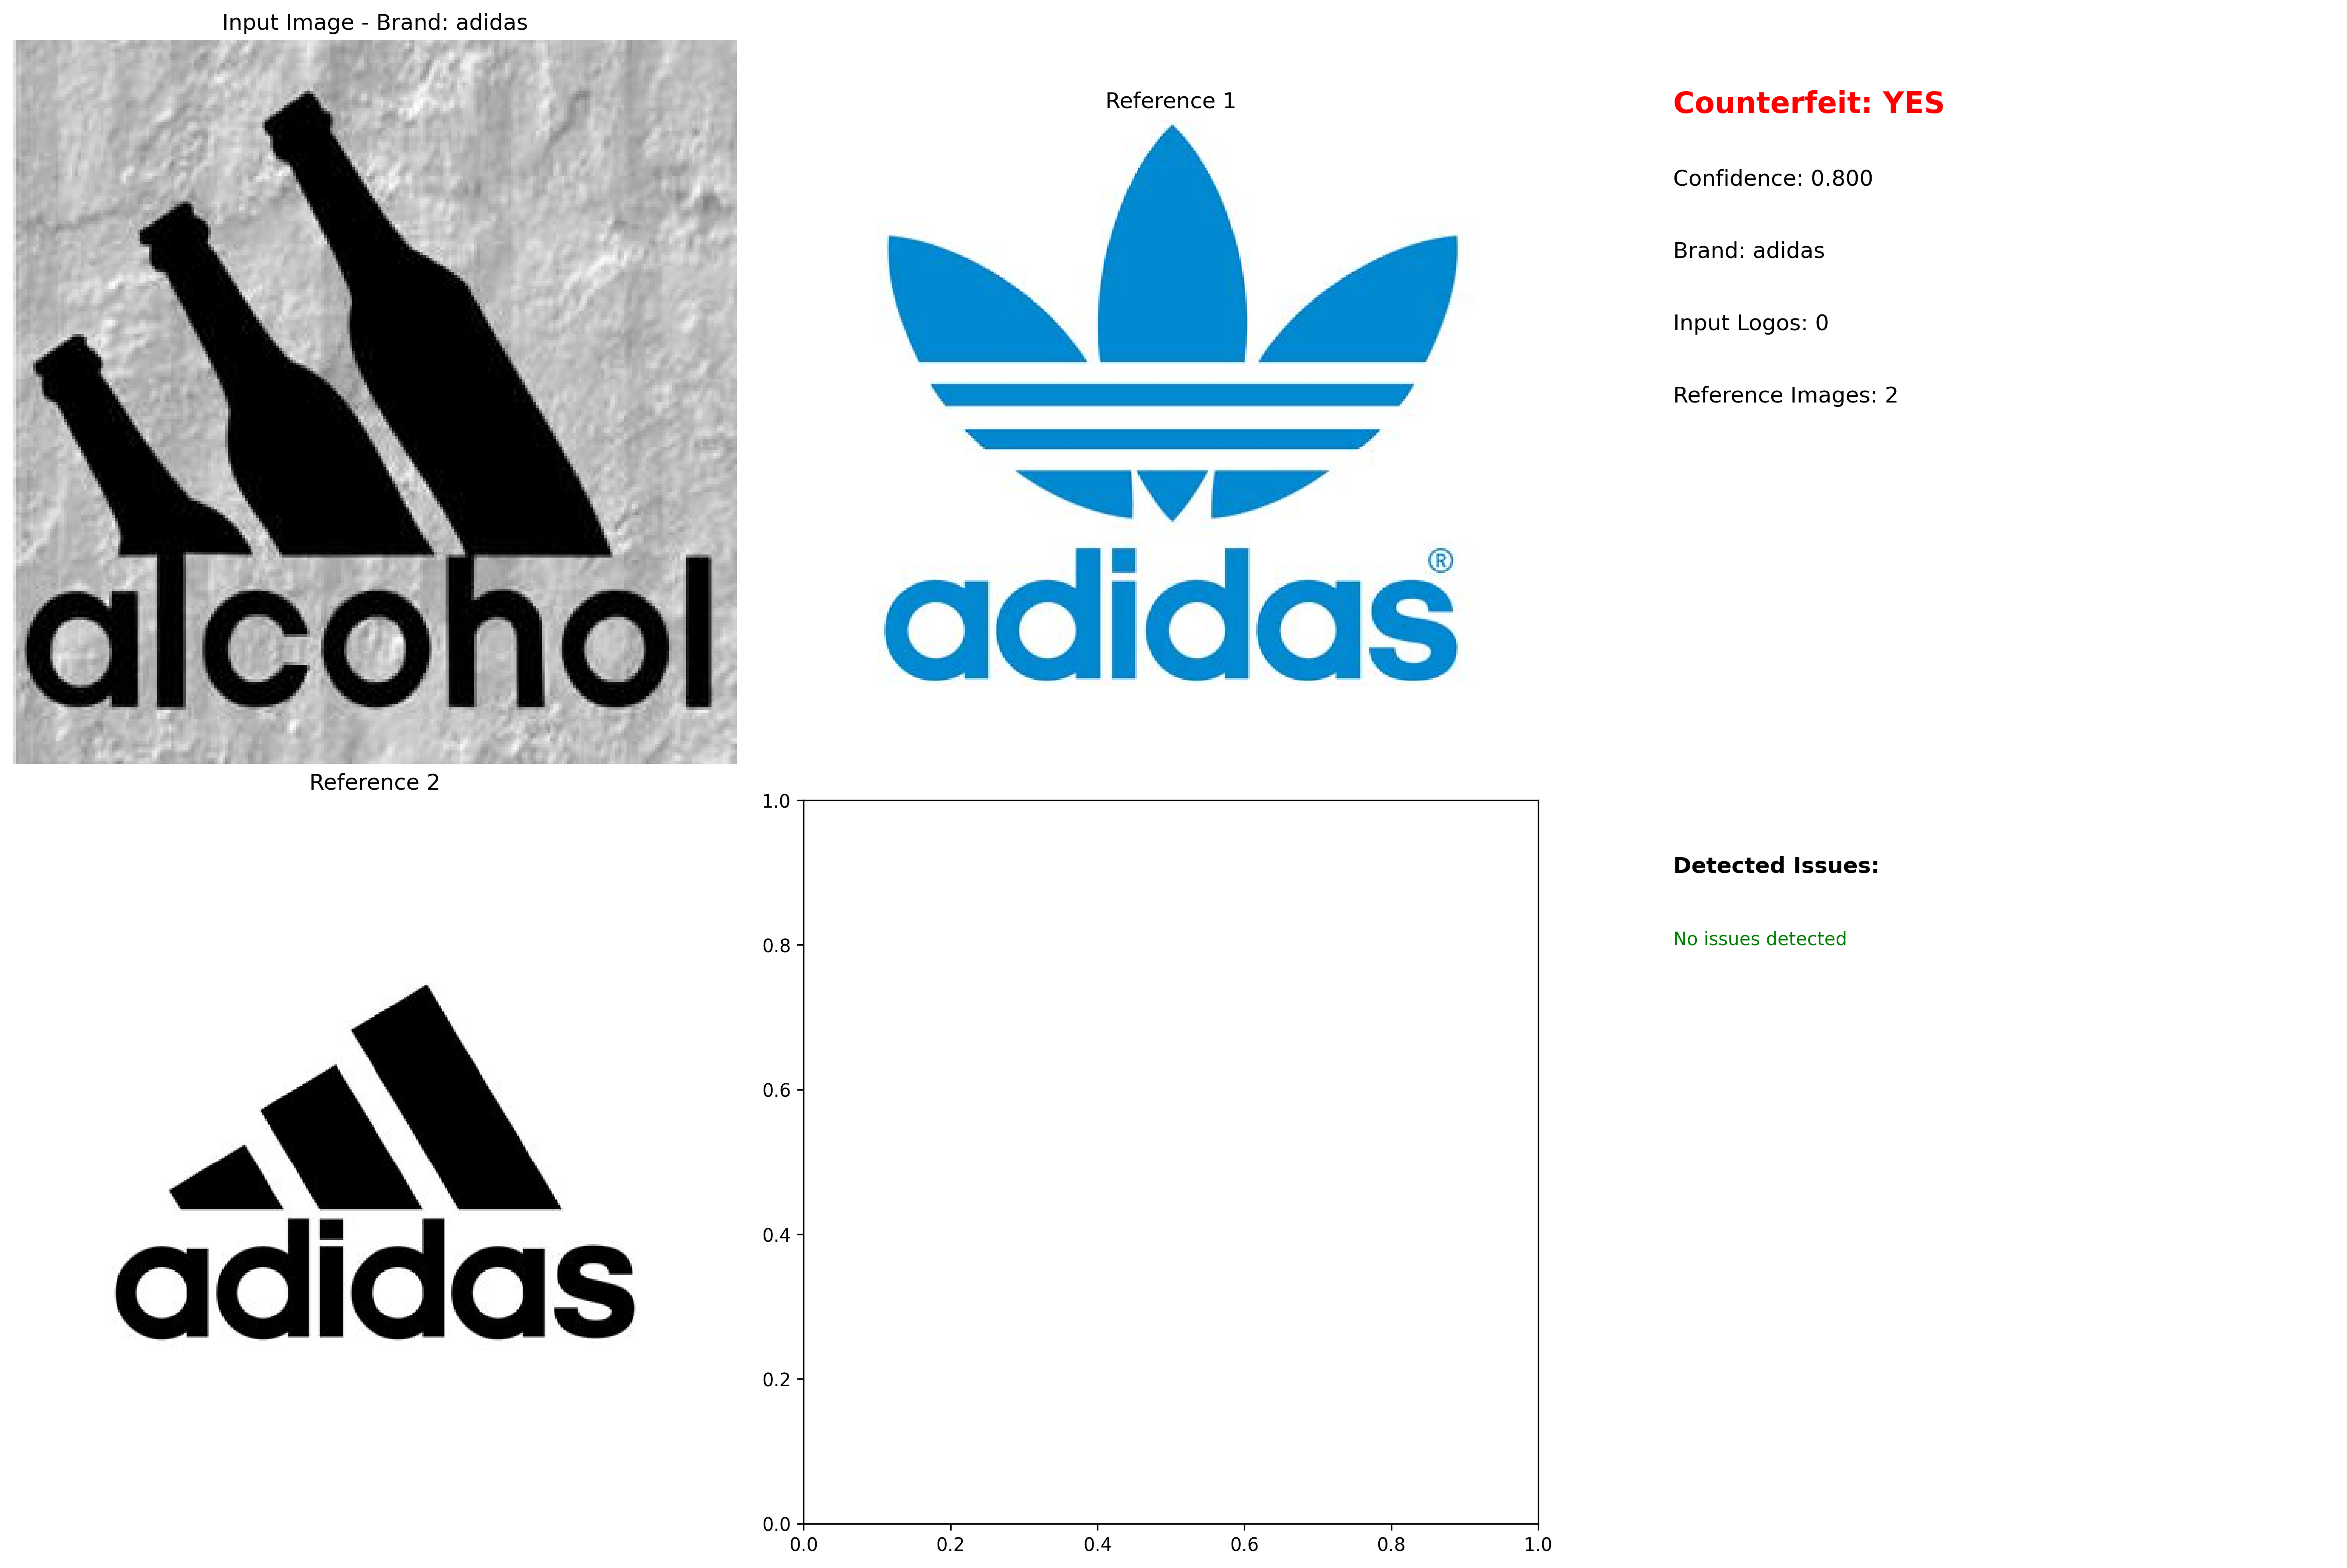 Input Image - Brand: adidas
alcohol
Reference 1
adidas®
Counterfeit: YES
Confidence: 0.800
Brand: adidas
Input Logos: 0
Reference Images: 2
Reference 2
adidas
1.0
0.8
0.6
0.4
0.2
0.0
0.0 0.2 0.4 0.6 0.8 1.0
Detected Issues:
No issues detected